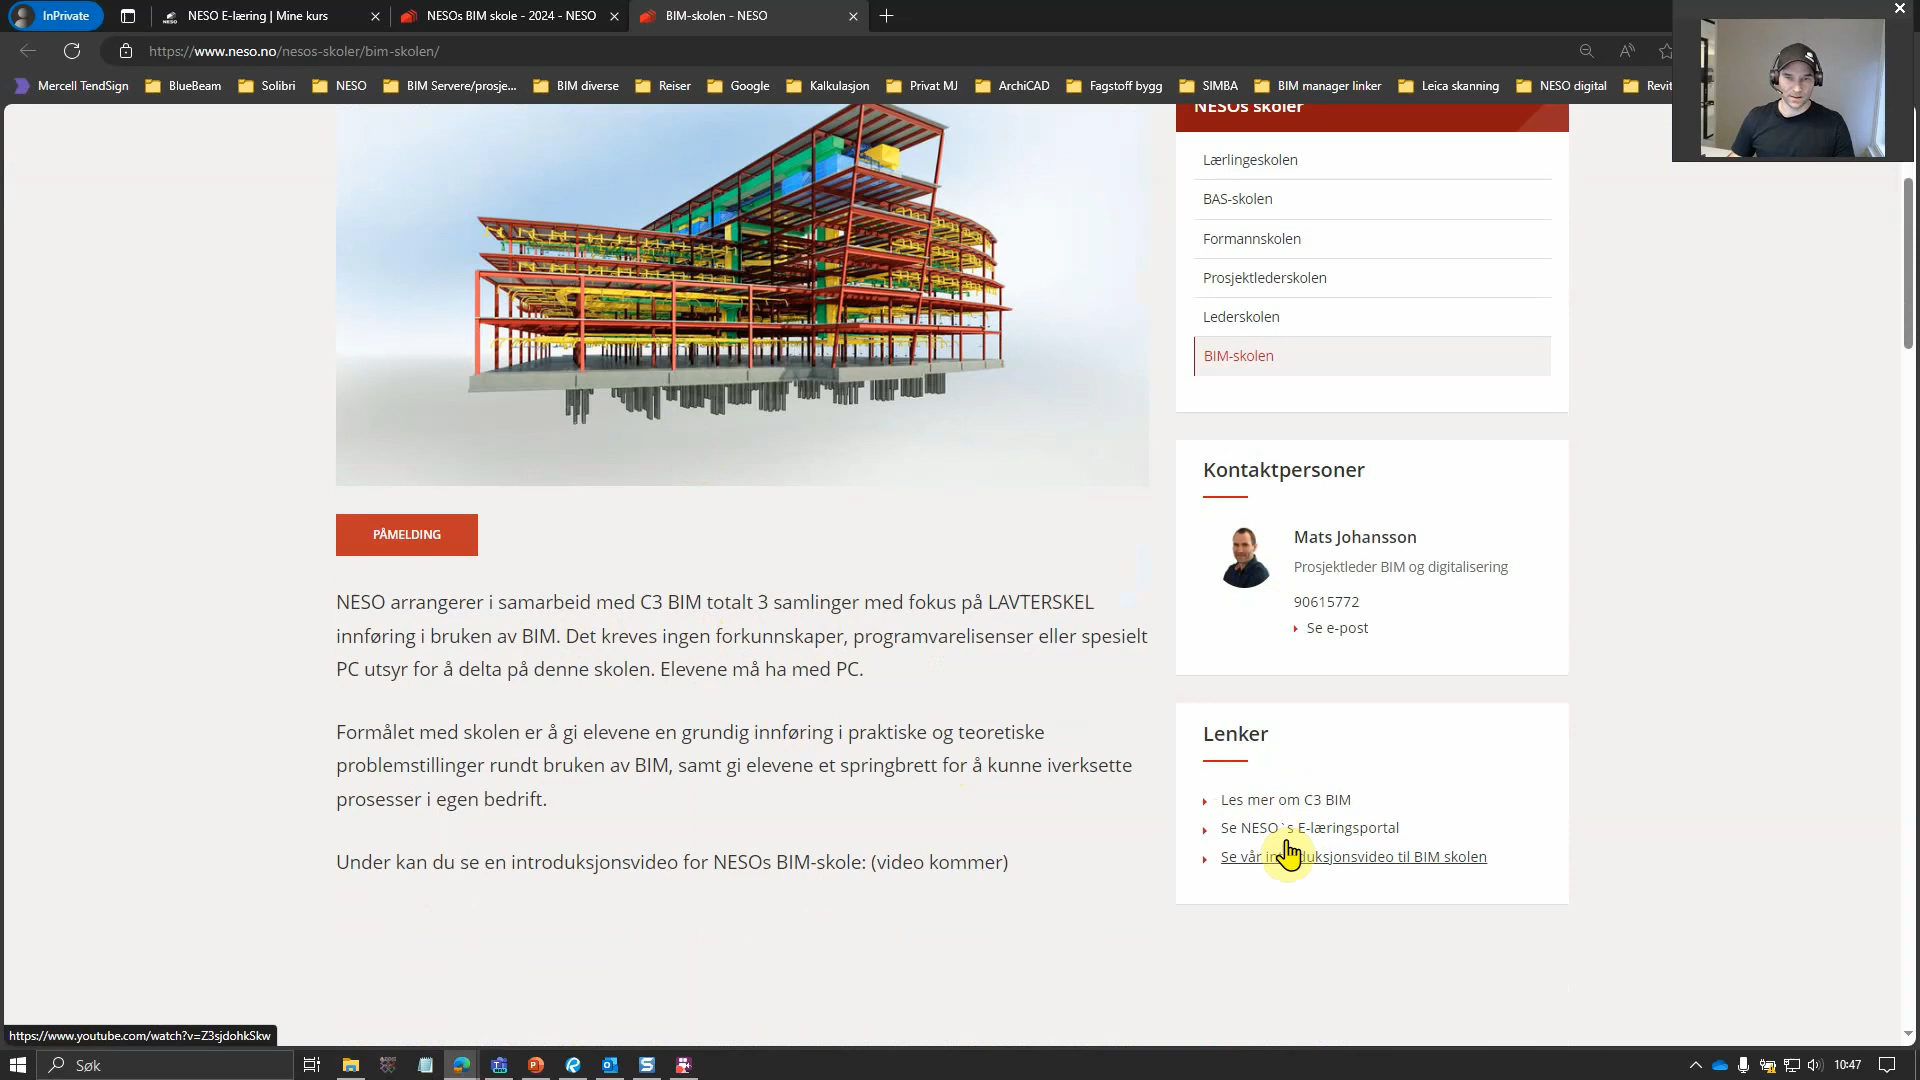 InPrivate
NESO E-læring | Mine kurs
NESOs BIM skole - 2024 - NESO
BIM-skolen - NESO
https://www.neso.no/nesos-skoler/bim-skolen/
Mercell TendSign
BlueBeam
Solibri
NESO
BIM Servere/prosje...
BIM diverse
Reiser
Google
Kalkulasjon
Privat MJ
ArchiCAD
Fagstoff bygg
SIMBA
BIM manager linker
Leica skanning
NESO digital
Revit
NESOs skoler
Lærlingeskolen
BAS-skolen
Formannskolen
Prosjektlederskolen
Lederskolen
BIM-skolen
Kontaktpersoner
Mats Johansson
Prosjektleder BIM og digitalisering
90615772
Se e-post
PÅMELDING
NESO arrangerer i samarbeid med C3 BIM totalt 3 samlinger med fokus på LAVTERSKEL
innføring i bruken av BIM. Det kreves ingen forkunnskaper, programvarelisenser eller spesielt
PC utsyr for å delta på denne skolen. Elevene må ha med PC.
Formålet med skolen er å gi elevene en grundig innføring i praktiske og teoretiske
problemstillinger rundt bruken av BIM, samt gi elevene et springbrett for å kunne iverksette
prosesser i egen bedrift.
Under kan du se en introduksjonsvideo for NESOs BIM-skole: (video kommer)
Lenker
Les mer om C3 BIM
Se NESO`s E-læringsportal
Se vår introduksjonsvideo til BIM skolen
https://www.youtube.com/watch?v=Z3sjdohkSkw
Søk
10:47